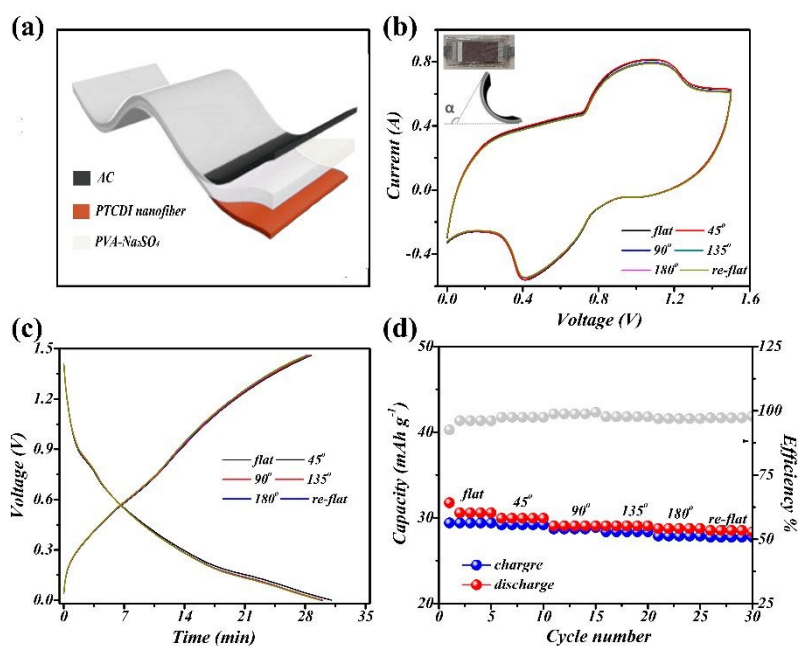 (a)
AC
PTCDI nanofiber
PVA-Na₂SO₄
(b)
0.8
0.4
0.0
-0.4
Current (A)
α
flat 45°
90° 135°
180° re-flat
0.0 0.4 0.8 1.2 1.6
Voltage (V)
(c)
1.5
1.2
0.9
0.6
0.3
0.0
Voltage (V)
flat 45°
90° 135°
180° re-flat
0 7 14 21 28 35
Time (min)
(d)
50
40
30
20
Capacity (mAh g⁻¹)
125
100
75
50
25
Efficiency %
flat 45° 90° 135° 180° re-flat
chargre
discharge
0 5 10 15 20 25 30
Cycle number